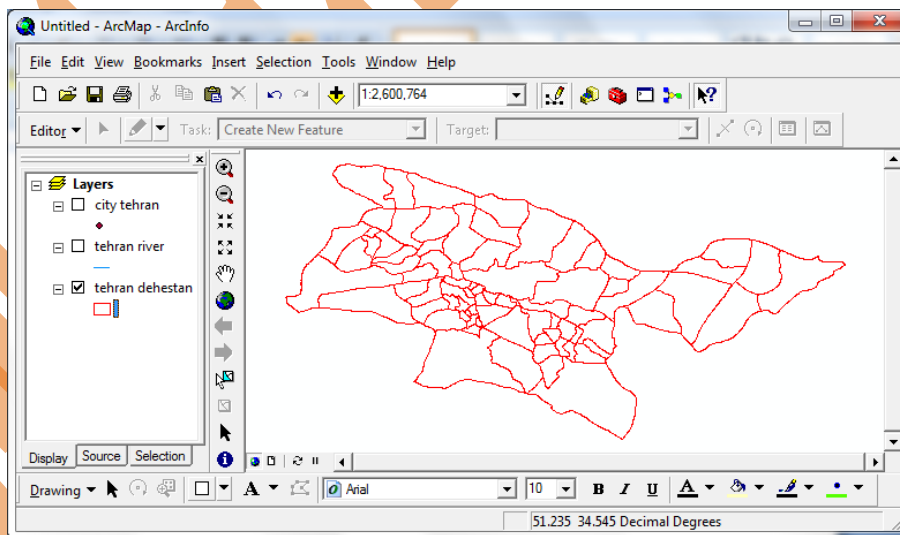 Untitled - ArcMap - ArcInfo
File Edit View Bookmarks Insert Selection Tools Window Help
1:2,600,764
Editor Task: Create New Feature Target:
Layers
city tehran
tehran river
tehran dehestan
Display Source Selection
Drawing A Arial 10 B I U A
51.235 34.545 Decimal Degrees